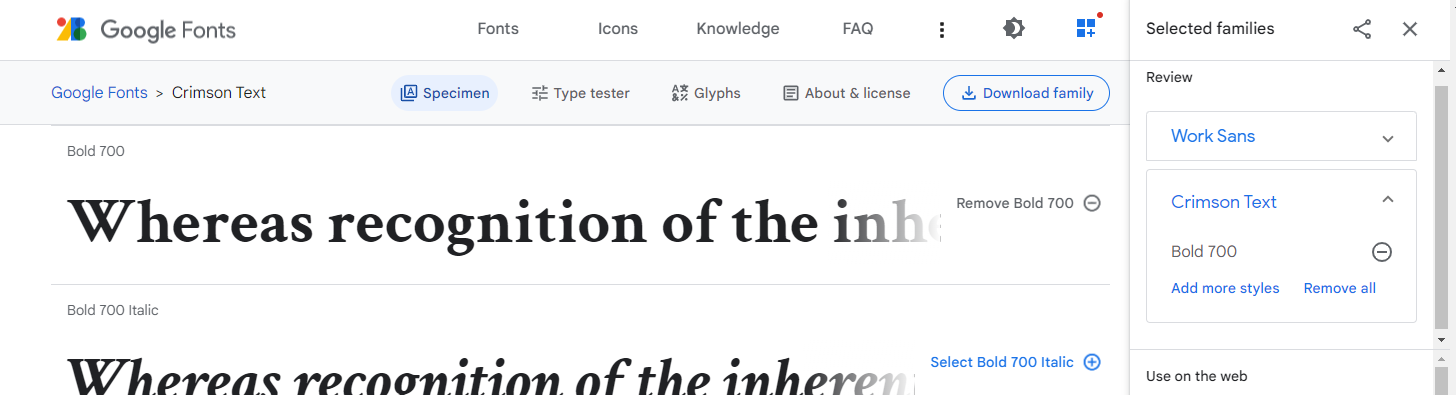 Google Fonts
Fonts Icons Knowledge FAQ
Google Fonts > Crimson Text
Specimen Type tester Glyphs About & license Download family
Bold 700
Whereas recognition of the inhe
Remove Bold 700
Bold 700 Italic
Whereas recognition of the inheren
Select Bold 700 Italic
Selected families
Review
Work Sans
Crimson Text
Bold 700
Add more styles Remove all
Use on the web